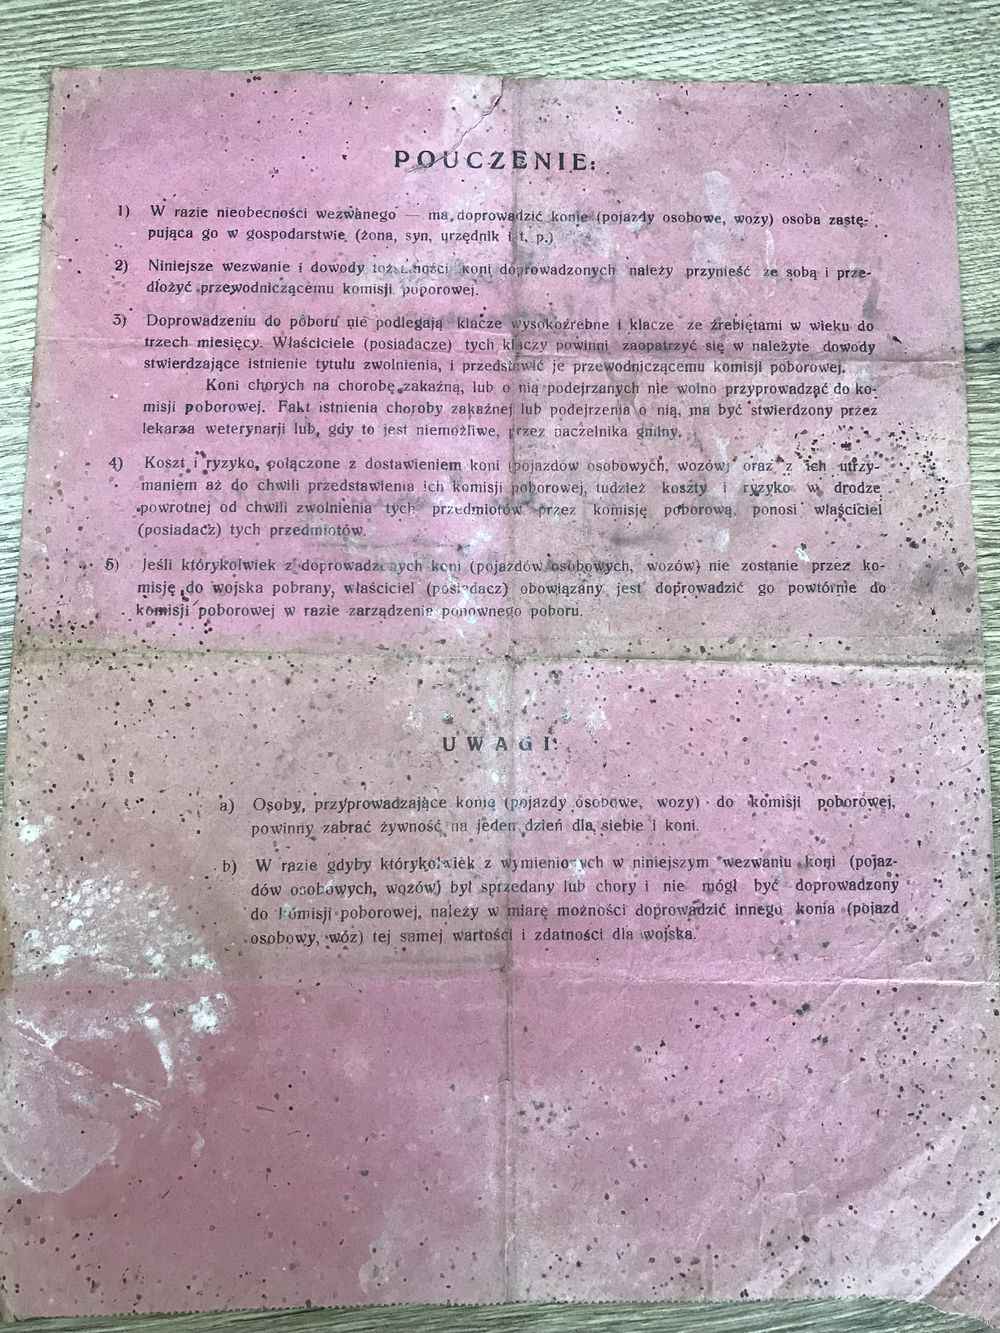 POUCZENIE:
1) W razie nieobecności wezwanego — ma doprowadzić konie (pojazdy osobowe, wozy) osoba zastę-
pująca go w gospodarstwie (żona, syn, urzędnik i t. p.)
2) Niniejsze wezwanie i dowody tożsamości koni doprowadzonych należy przynieść ze sobą i prze-
dłożyć przewodniczącemu komisji poborowej.
3) Doprowadzeniu do poboru nie podlegają klacze wysokoźrebne i klacze ze źrebiętami w wieku do
trzech miesięcy. Właściciele (posiadacze) tych klaczy powinni zaopatrzyć się w należyte dowody
stwierdzające istnienie tytułu zwolnienia, i przedstawić je przewodniczącemu komisji poborowej.
Koni chorych na chorobę zakaźną, lub o nią podejrzanych nie wolno przyprowadzać do ko-
misji poborowej. Fakt istnienia choroby zakaźnej lub podejrzenia o nią, ma być stwierdzony przez
lekarza weterynarji lub, gdy to jest niemożliwe, przez naczelnika gminy.
4) Koszt i ryzyko, połączone z dostawieniem koni (pojazdów osobowych, wozów) oraz z ich utrzy-
maniem aż do chwili przedstawienia ich komisji poborowej, tudzież koszty i ryzyko w drodze
powrotnej od chwili zwolnienia tych przedmiotów przez komisję poborową, ponosi właściciel
(posiadacz) tych przedmiotów.
5) Jeśli którykolwiek z doprowadzonych koni (pojazdów osobowych, wozów) nie zostanie przez ko-
misję do wojska pobrany, właściciel (posiadacz) obowiązany jest doprowadzić go powtórnie do
komisji poborowej w razie zarządzenia ponownego poboru.
UWAGI:
a) Osoby, przyprowadzające konie (pojazdy osobowe, wozy) do komisji poborowej,
powinny zabrać żywność na jeden dzień dla siebie i koni.
b) W razie gdyby którykolwiek z wymienionych w niniejszym wezwaniu koni (pojaz-
dów osobowych, wozów) był sprzedany lub chory i nie mógł być doprowadzony
do komisji poborowej, należy w miarę możności doprowadzić innego konia (pojazd
osobowy, wóz) tej samej wartości i zdatności dla wojska.